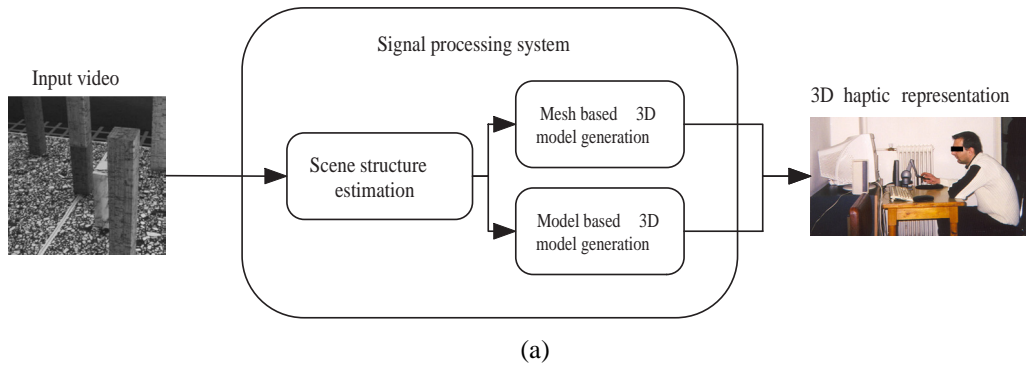 Signal processing system
Input video
3D haptic representation
Scene structure
estimation
Mesh based 3D
model generation
Model based 3D
model generation
(a)